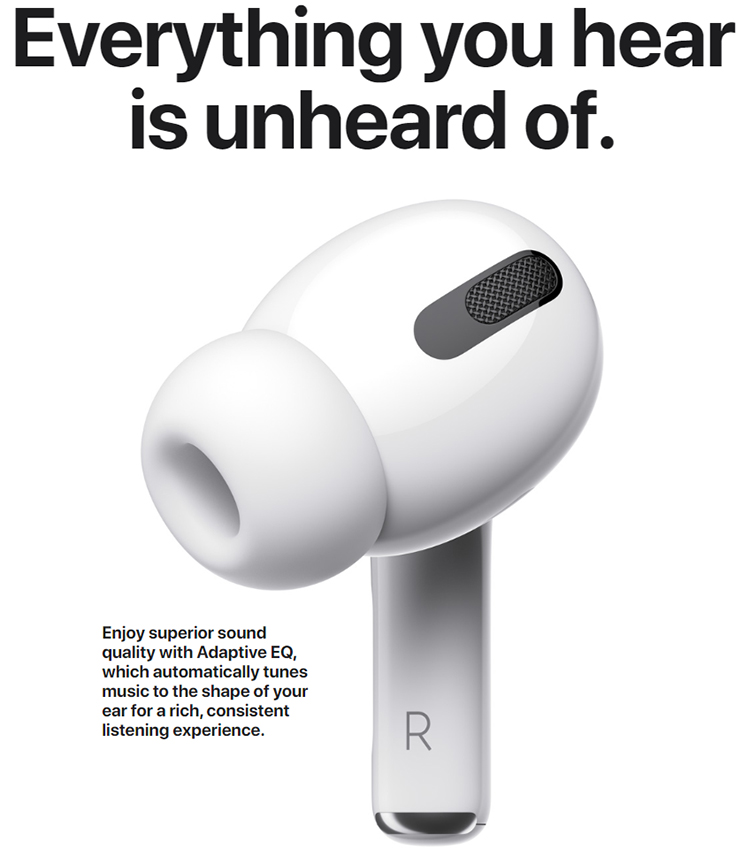 Everything you hear
is unheard of.
Enjoy superior sound
quality with Adaptive EQ,
which automatically tunes
music to the shape of your
ear for a rich, consistent
listening experience.
R